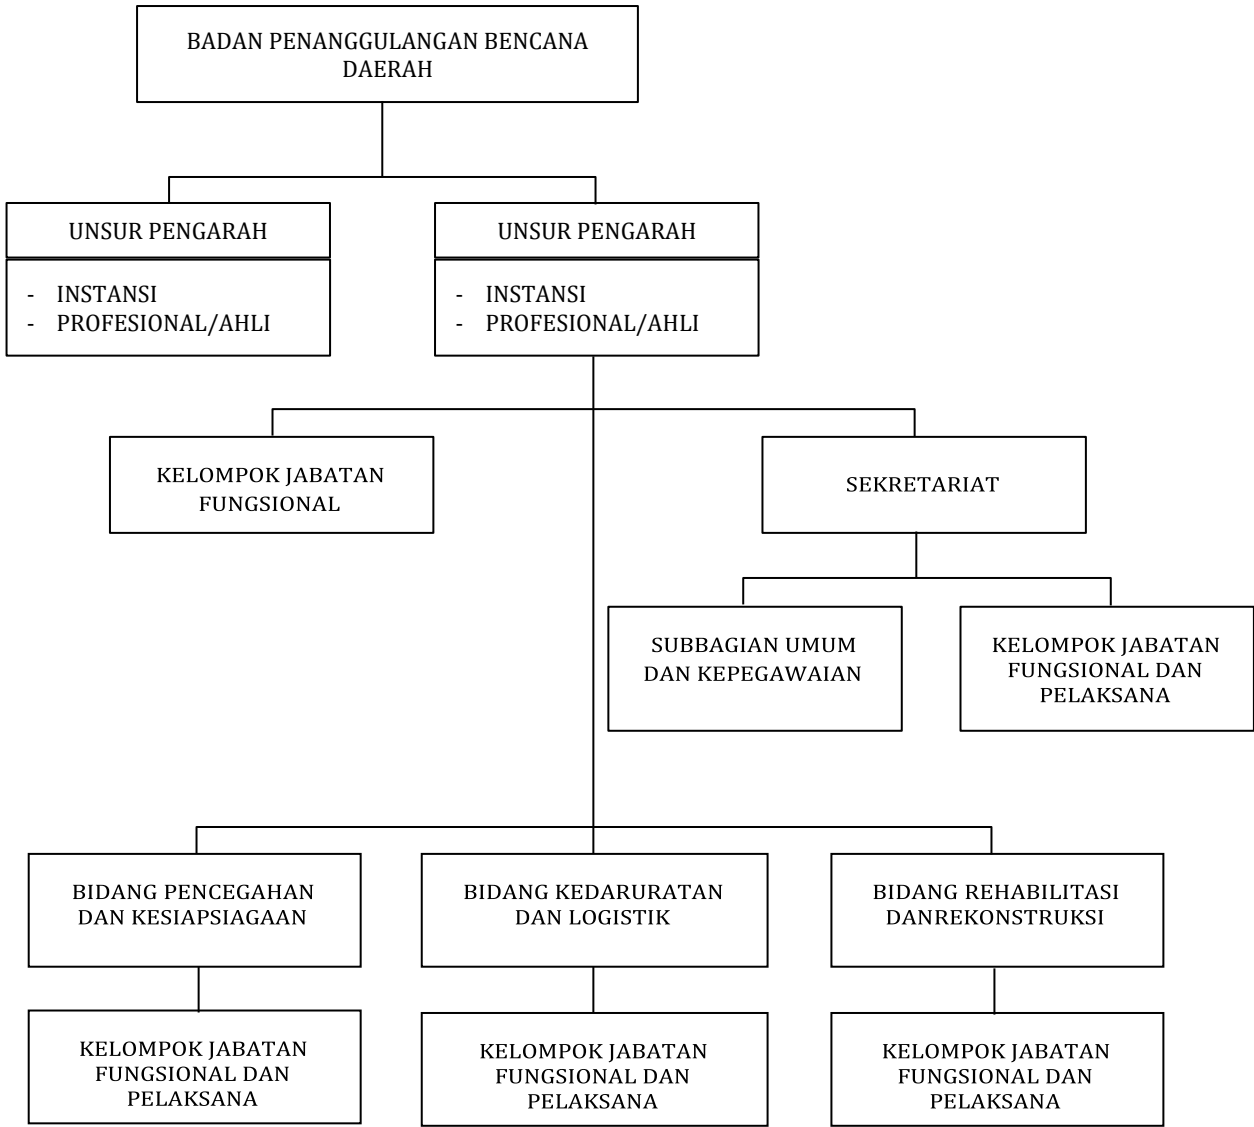 BADAN PENANGGULANGAN BENCANA
DAERAH
UNSUR PENGARAH
- INSTANSI
- PROFESIONAL/AHLI
UNSUR PENGARAH
- INSTANSI
- PROFESIONAL/AHLI
KELOMPOK JABATAN
FUNGSIONAL
SEKRETARIAT
SUBBAGIAN UMUM
DAN KEPEGAWAIAN
KELOMPOK JABATAN
FUNGSIONAL DAN
PELAKSANA
BIDANG PENCEGAHAN
DAN KESIAPSIAGAAN
BIDANG KEDARURATAN
DAN LOGISTIK
BIDANG REHABILITASI
DANREKONSTRUKSI
KELOMPOK JABATAN
FUNGSIONAL DAN
PELAKSANA
KELOMPOK JABATAN
FUNGSIONAL DAN
PELAKSANA
KELOMPOK JABATAN
FUNGSIONAL DAN
PELAKSANA